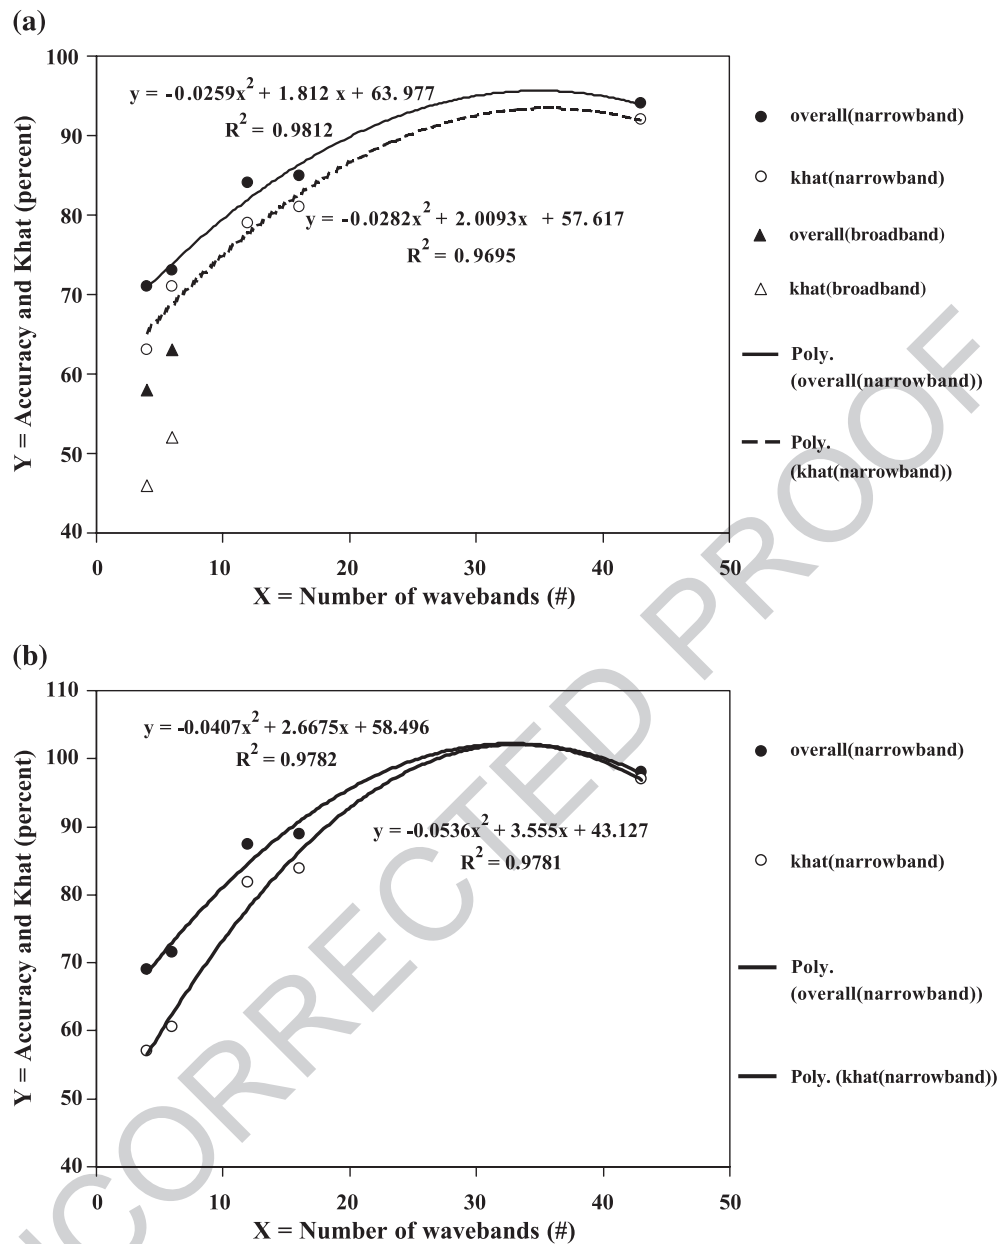 (a)
100
90
80
70
60
50
40
Y = Accuracy and Khat (percent)
y = -0.0259x² + 1.812 x + 63.977
R² = 0.9812
y = -0.0282x² + 2.0093x + 57.617
R² = 0.9695
0 10 20 30 40 50
X = Number of wavebands (#)
overall(narrowband)
khat(narrowband)
overall(broadband)
khat(broadband)
Poly.
(overall(narrowband))
Poly.
(khat(narrowband))
(b)
110
100
90
80
70
60
50
40
Y = Accuracy and Khat (percent)
y = -0.0407x² + 2.6675x + 58.496
R² = 0.9782
y = -0.0536x² + 3.555x + 43.127
R² = 0.9781
0 10 20 30 40 50
X = Number of wavebands (#)
overall(narrowband)
khat(narrowband)
Poly.
(overall(narrowband))
Poly. (khat(narrowband))
NCORRECTED PROOF